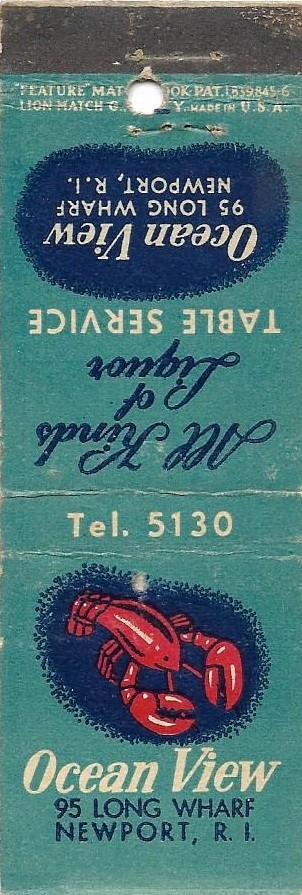 "FEATURE" MATCH BOOK PAT. 1839845-6
LION MATCH C N.Y. MADE IN U.S.A.
Ocean View
95 LONG WHARF
NEWPORT, R.I.
TABLE SERVICE
All Kinds
of
Liquor
Tel. 5130
Ocean View
95 LONG WHARF
NEWPORT, R. I.